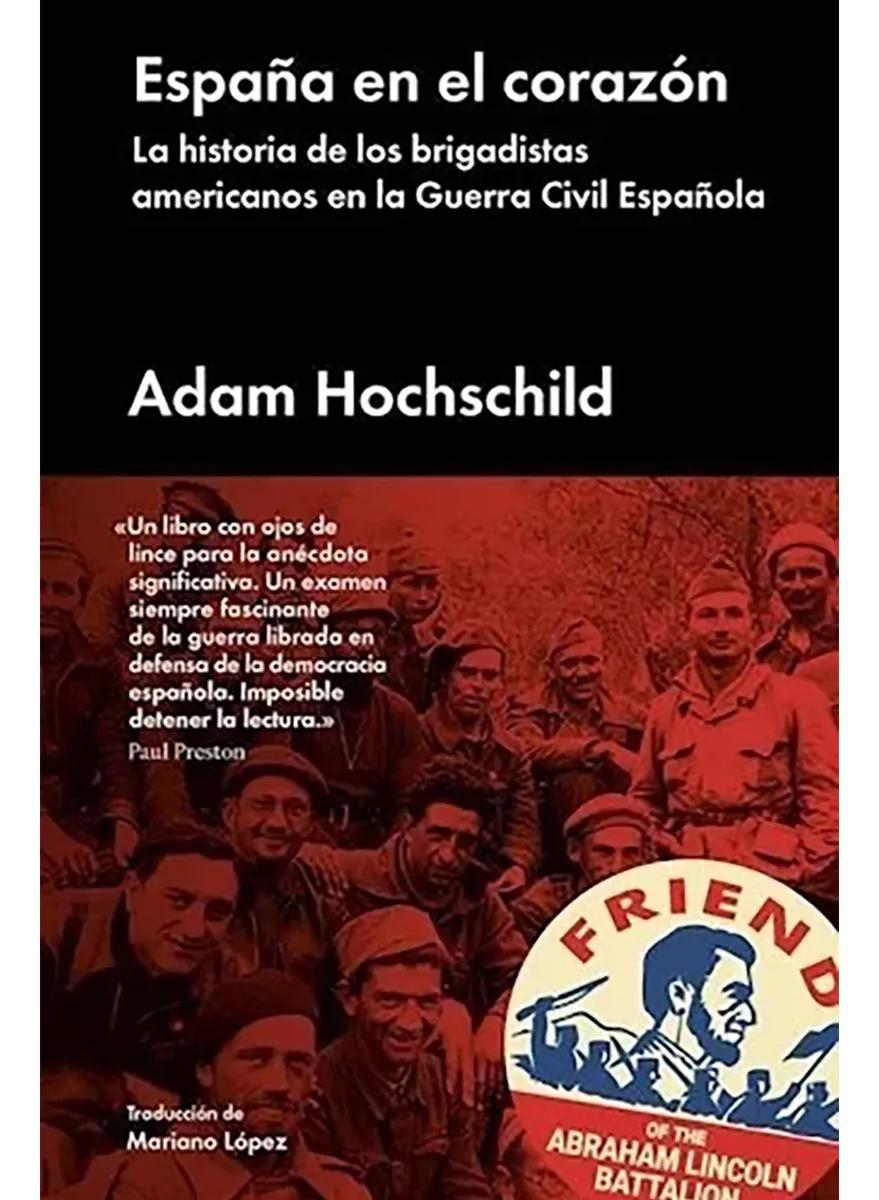 España en el corazón
La historia de los brigadistas
americanos en la Guerra Civil Española
Adam Hochschild
«Un libro con ojos de
lince para la anécdota
significativa. Un examen
siempre fascinante
de la guerra librada en
defensa de la democracia
española. Imposible
detener la lectura.»
Paul Preston
FRIEND
OF THE
ABRAHAM LINCOLN
BATTALION
Traducción de
Mariano López